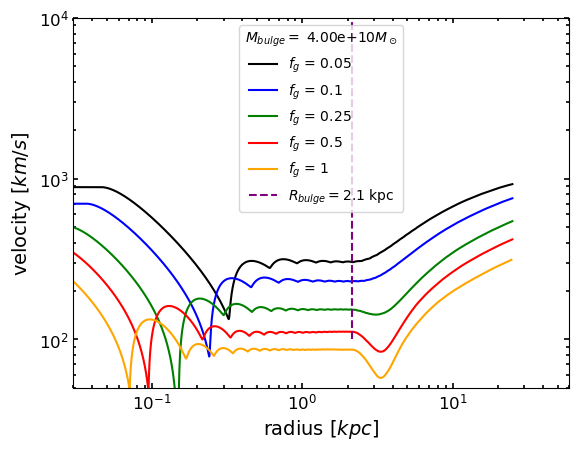 M_bulge = 4.00e+10M_⊙
f_g = 0.05
f_g = 0.1
f_g = 0.25
f_g = 0.5
f_g = 1
R_bulge = 2.1 kpc
10^4
10^3
10^2
velocity [km/s]
10^−1
10^0
10^1
radius [kpc]